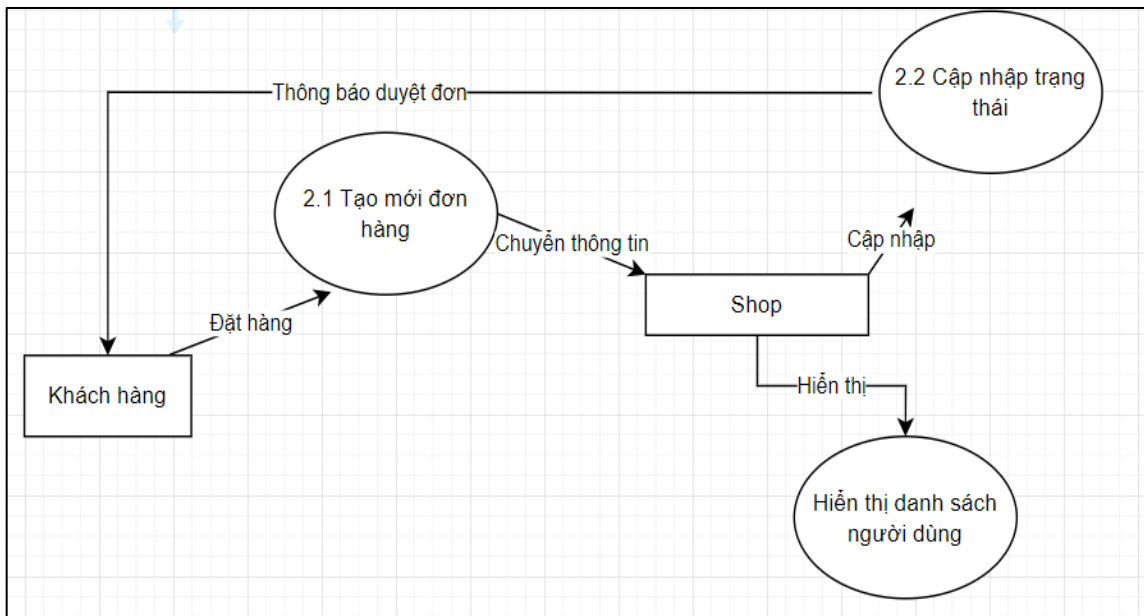 2.2 Cập nhập trạng
thái
Thông báo duyệt đơn
2.1 Tạo mới đơn
hàng
Chuyển thông tin
Cập nhập
Shop
Đặt hàng
Khách hàng
Hiển thị
Hiển thị danh sách
người dùng